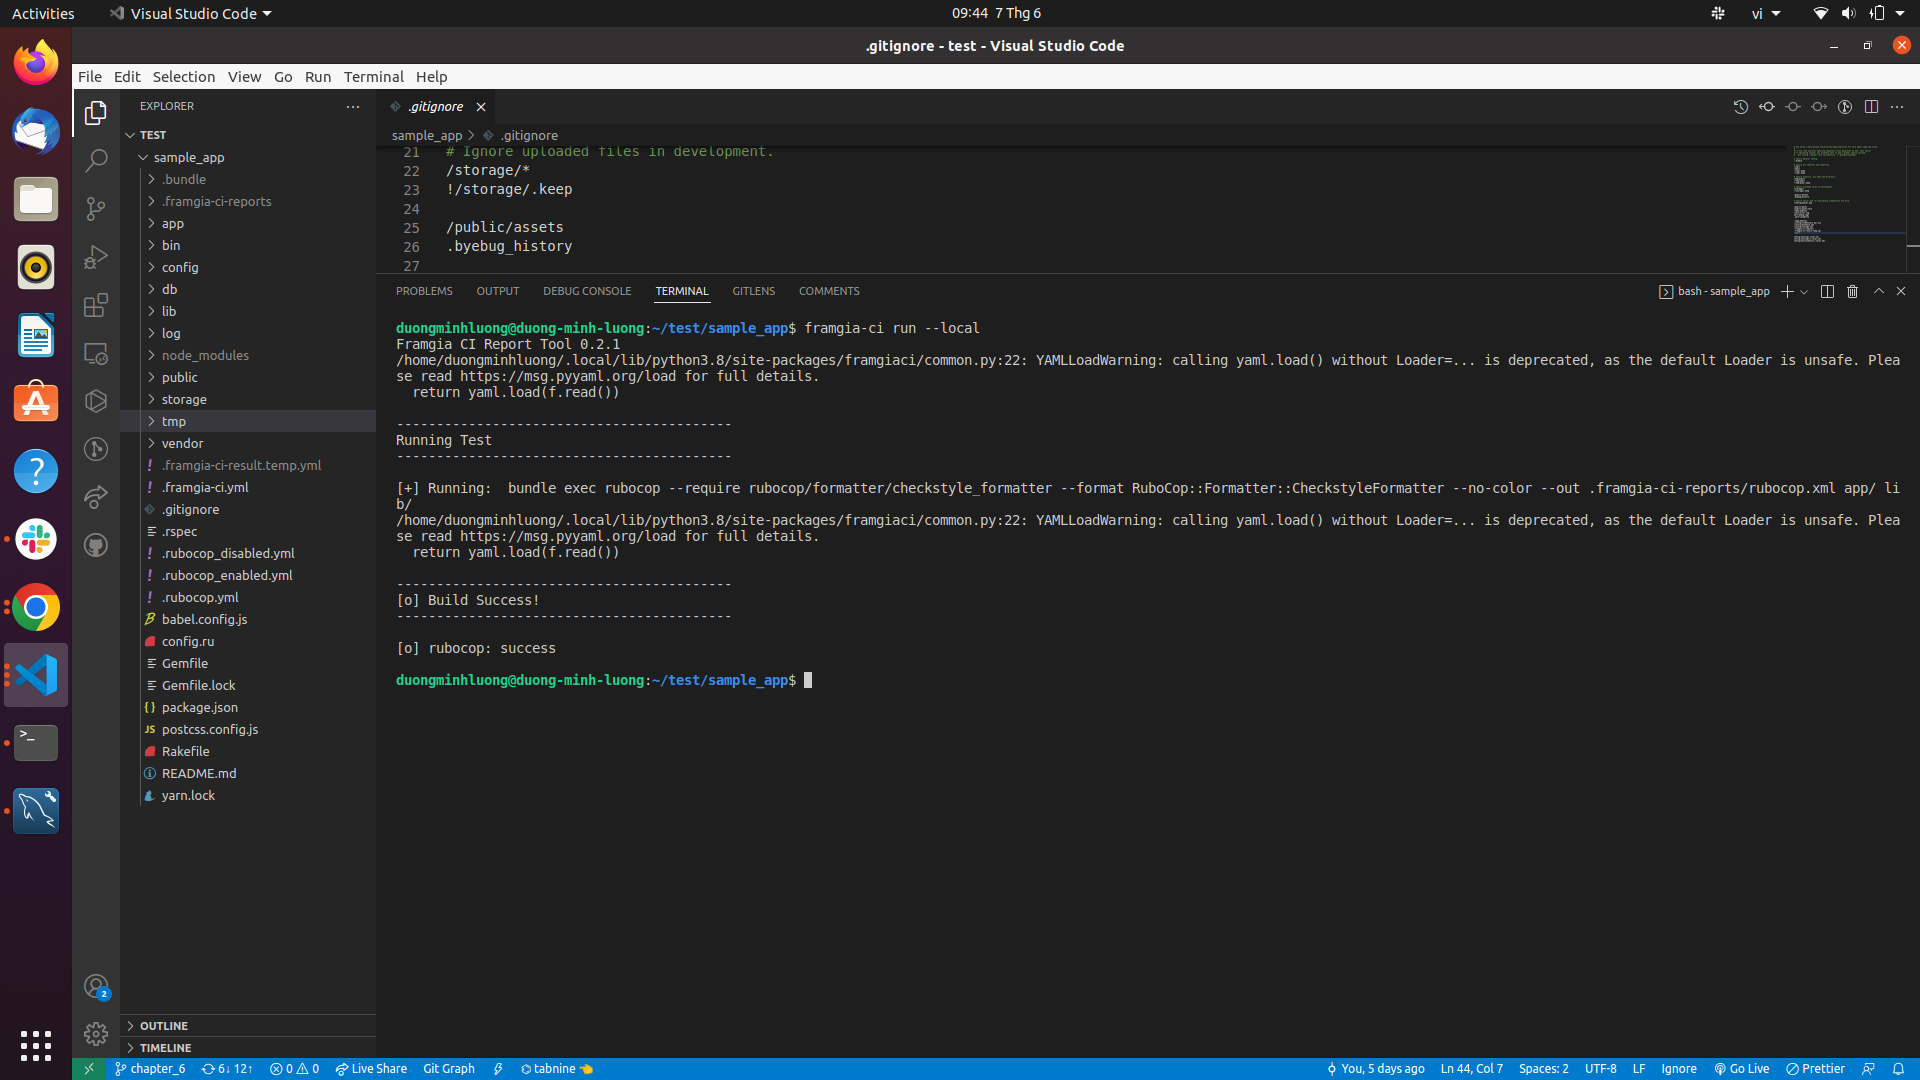 Activities
Visual Studio Code
09:44 7 Thg 6
vi
.gitignore - test - Visual Studio Code
File Edit Selection View Go Run Terminal Help
EXPLORER
TEST
sample_app
.bundle
.framgia-ci-reports
app
bin
config
db
lib
log
node_modules
public
storage
tmp
vendor
.framgia-ci-result.temp.yml
.framgia-ci.yml
.gitignore
.rspec
.rubocop_disabled.yml
.rubocop_enabled.yml
.rubocop.yml
babel.config.js
config.ru
Gemfile
Gemfile.lock
package.json
postcss.config.js
Rakefile
README.md
yarn.lock
OUTLINE
TIMELINE
.gitignore
sample_app > .gitignore
21 # Ignore uploaded files in development.
22 /storage/*
23 !/storage/.keep
24
25 /public/assets
26 .byebug_history
27
PROBLEMS OUTPUT DEBUG CONSOLE TERMINAL GITLENS COMMENTS
bash - sample_app
duongminhluong@duong-minh-luong:~/test/sample_app$ framgia-ci run --local
Framgia CI Report Tool 0.2.1
/home/duongminhluong/.local/lib/python3.8/site-packages/framgiaci/common.py:22: YAMLLoadWarning: calling yaml.load() without Loader=... is deprecated, as the default Loader is unsafe. Plea
se read https://msg.pyyaml.org/load for full details.
return yaml.load(f.read())
------------------------------------------
Running Test
------------------------------------------
[+] Running:  bundle exec rubocop --require rubocop/formatter/checkstyle_formatter --format RuboCop::Formatter::CheckstyleFormatter --no-color --out .framgia-ci-reports/rubocop.xml app/ li
b/
/home/duongminhluong/.local/lib/python3.8/site-packages/framgiaci/common.py:22: YAMLLoadWarning: calling yaml.load() without Loader=... is deprecated, as the default Loader is unsafe. Plea
se read https://msg.pyyaml.org/load for full details.
return yaml.load(f.read())
------------------------------------------
[o] Build Success!
------------------------------------------
[o] rubocop: success
duongminhluong@duong-minh-luong:~/test/sample_app$
2
chapter_6 6↓ 12↑ 0 0 Live Share Git Graph tabnine
You, 5 days ago Ln 44, Col 7 Spaces: 2 UTF-8 LF Ignore Go Live Prettier